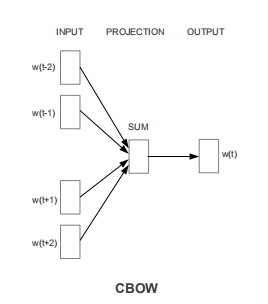 INPUT PROJECTION OUTPUT
w(t-2)
w(t-1)
SUM
w(t)
w(t+1)
w(t+2)
CBOW